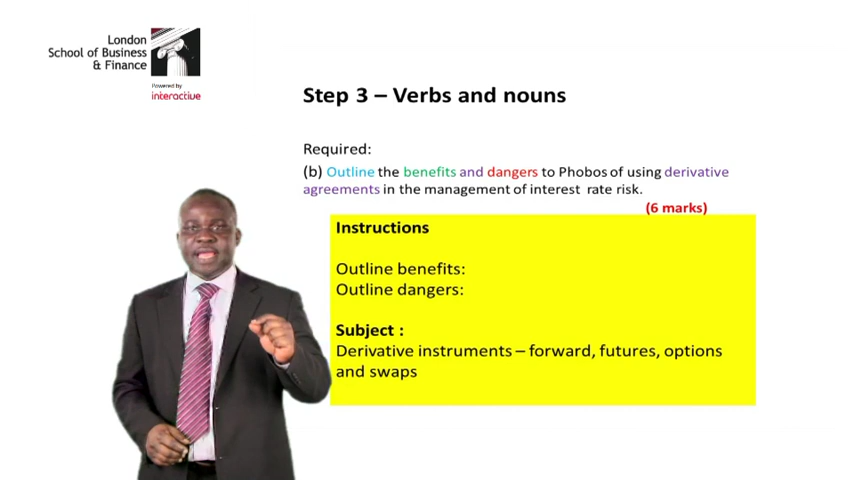 London
School of Business
& Finance
Powered by
interactive
Step 3 – Verbs and nouns
Required:
(b) Outline the benefits and dangers to Phobos of using derivative
agreements in the management of interest rate risk.
(6 marks)
Instructions
Outline benefits:
Outline dangers:
Subject :
Derivative instruments – forward, futures, options
and swaps